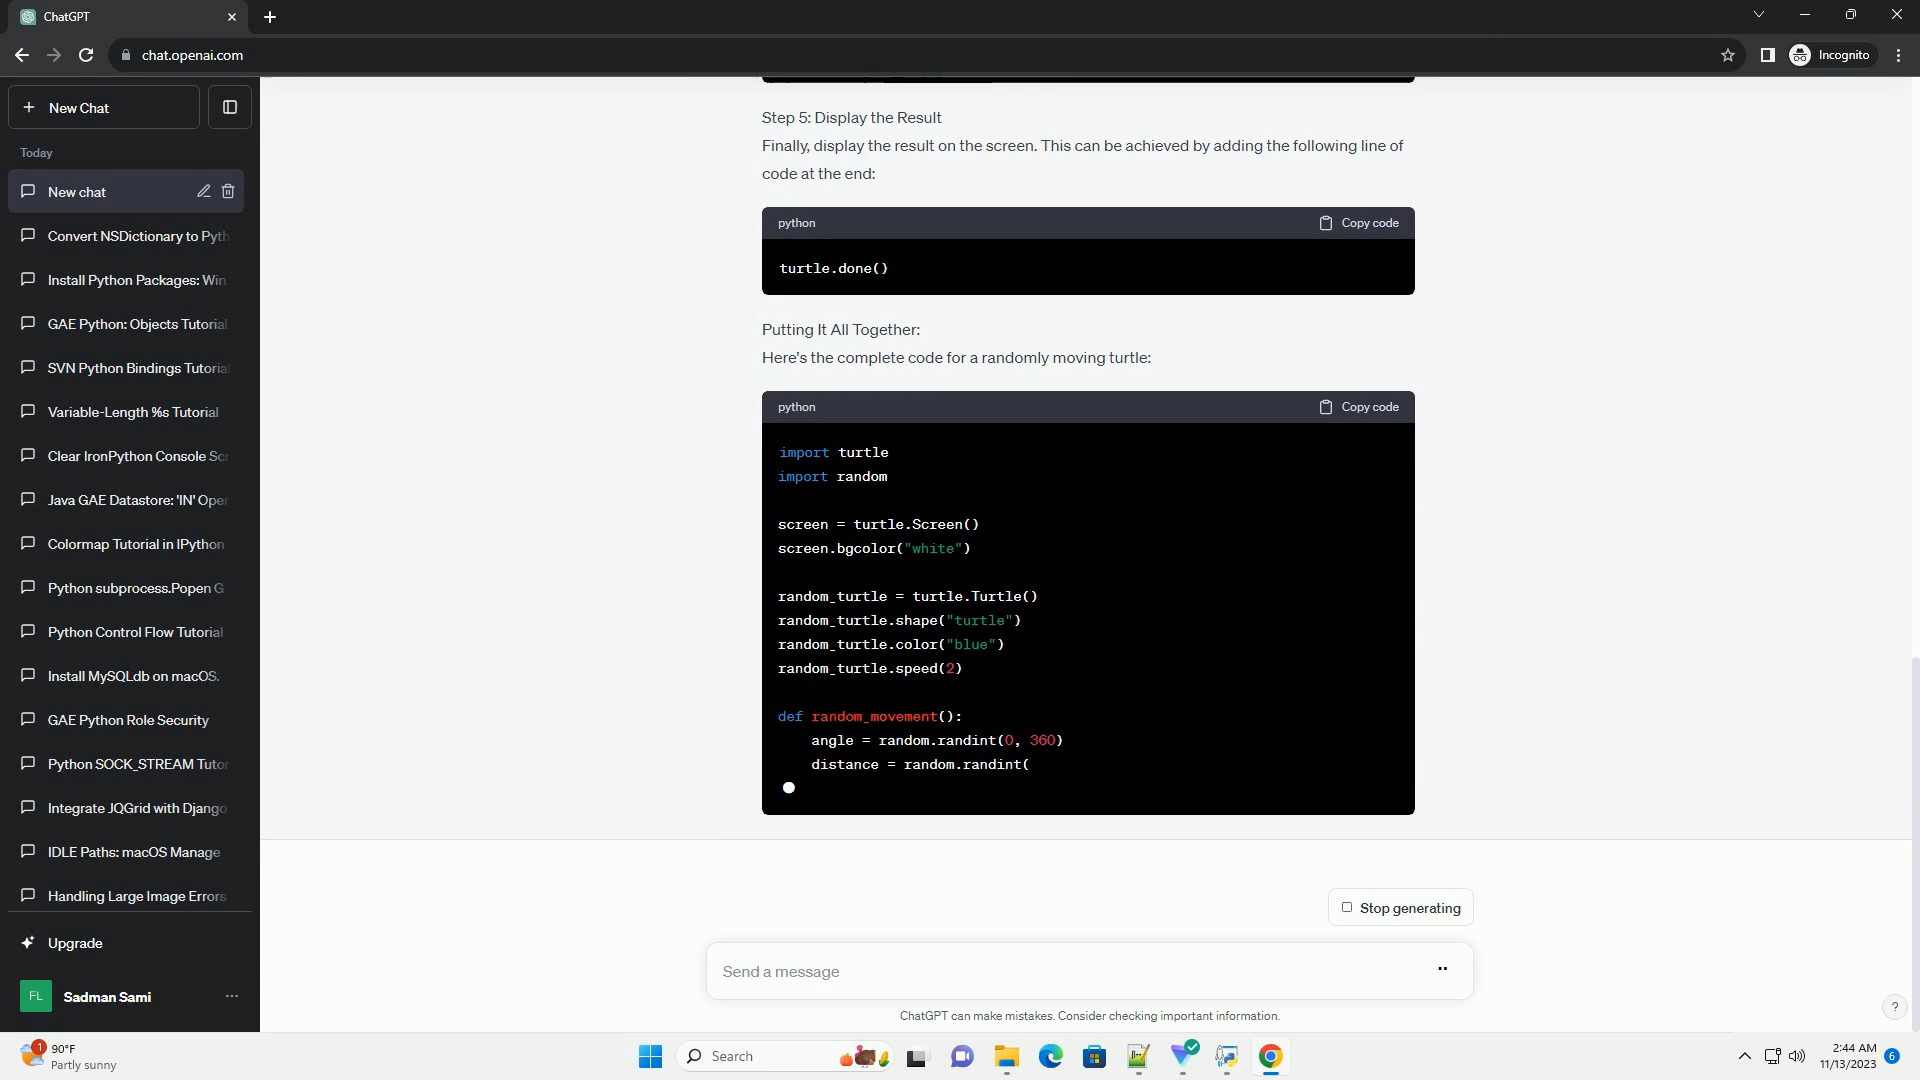 ChatGPT
chat.openai.com
Incognito
New Chat
Today
New chat
Convert NSDictionary to Pyth
Install Python Packages: Win
GAE Python: Objects Tutorial
SVN Python Bindings Tutorial
Variable-Length %s Tutorial
Clear IronPython Console Scr
Java GAE Datastore: 'IN' Oper
Colormap Tutorial in IPython
Python subprocess.Popen G
Python Control Flow Tutorial
Install MySQLdb on macOS.
GAE Python Role Security
Python SOCK_STREAM Tutor
Integrate JQGrid with Django
IDLE Paths: macOS Manage
Handling Large Image Errors
Upgrade
FL
Sadman Sami
Step 5: Display the Result
Finally, display the result on the screen. This can be achieved by adding the following line of
code at the end:
python
Copy code
turtle.done()
Putting It All Together:
Here's the complete code for a randomly moving turtle:
python
Copy code
import turtle
import random
screen = turtle.Screen()
screen.bgcolor("white")
random_turtle = turtle.Turtle()
random_turtle.shape("turtle")
random_turtle.color("blue")
random_turtle.speed(2)
def random_movement():
angle = random.randint(0, 360)
distance = random.randint(
Stop generating
Send a message
ChatGPT can make mistakes. Consider checking important information.
?
1
90°F
Partly sunny
Search
2:44 AM
11/13/2023
6